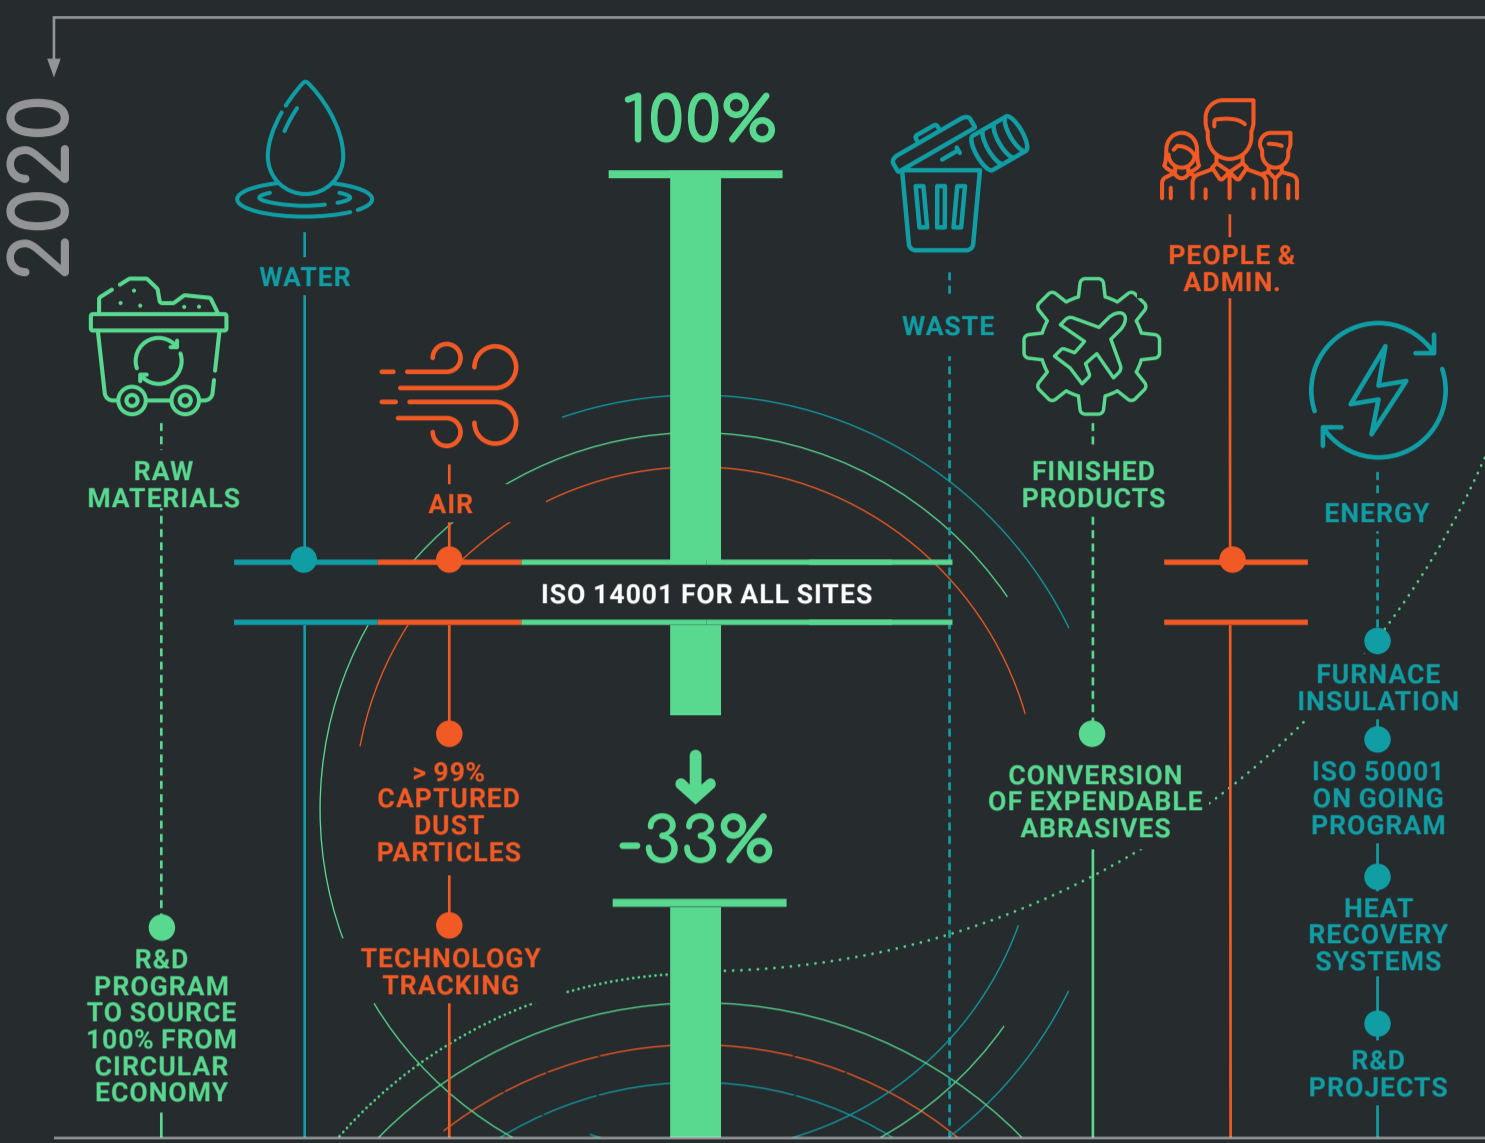 2020
100%
WATER
RAW
MATERIALS
AIR
WASTE
PEOPLE &
ADMIN.
FINISHED
PRODUCTS
ENERGY
ISO 14001 FOR ALL SITES
> 99%
CAPTURED
DUST
PARTICLES
TECHNOLOGY
TRACKING
-33%
CONVERSION
OF EXPENDABLE
ABRASIVES
FURNACE
INSULATION
ISO 50001
ON GOING
PROGRAM
HEAT
RECOVERY
SYSTEMS
R&D
PROJECTS
R&D
PROGRAM
TO SOURCE
100% FROM
CIRCULAR
ECONOMY